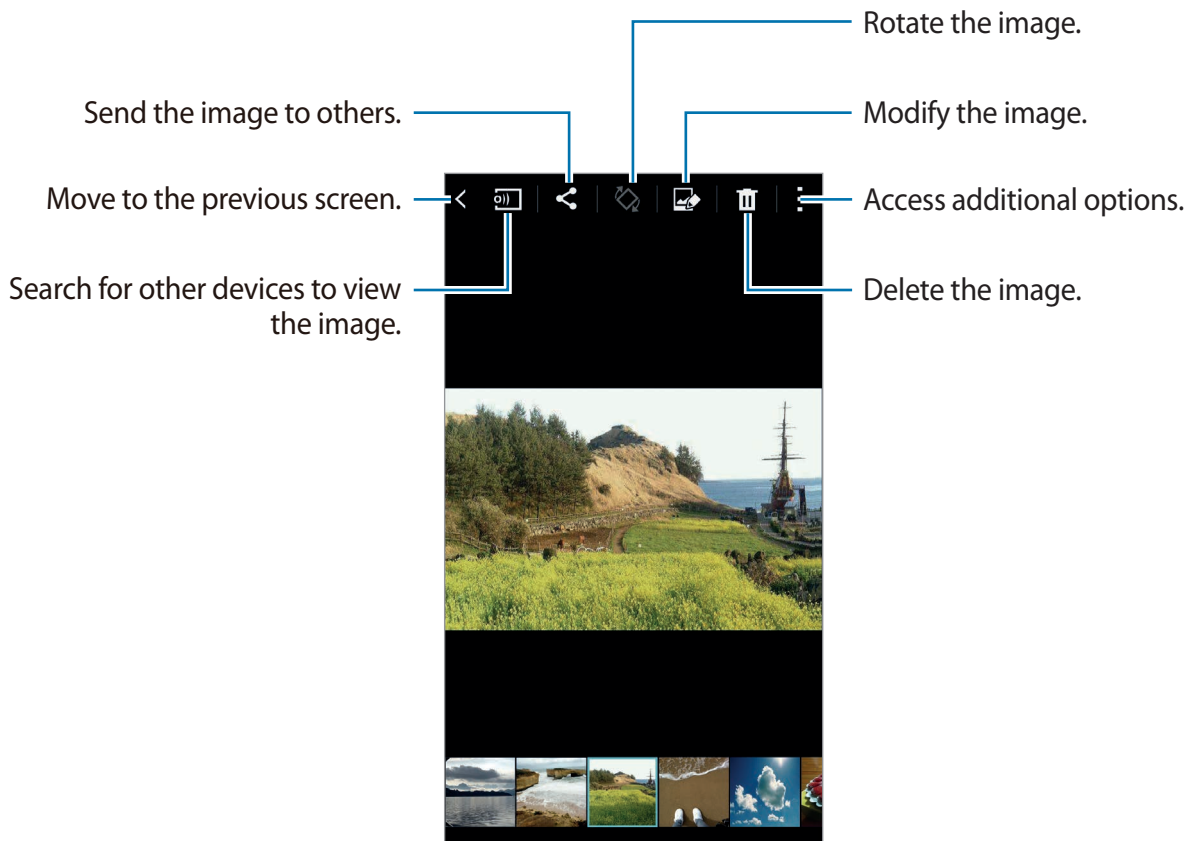 Rotate the image.
Send the image to others.
Modify the image.
Move to the previous screen.
Access additional options.
Search for other devices to view
the image.
Delete the image.